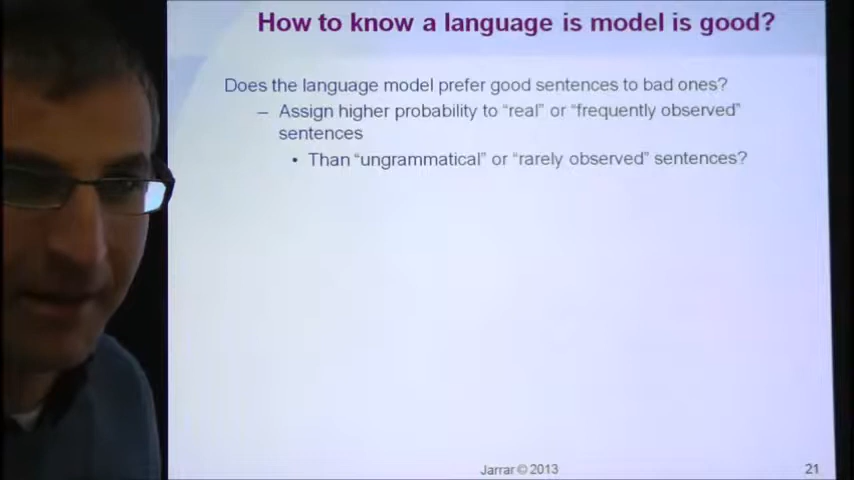 How to know a language is model is good?
Does the language model prefer good sentences to bad ones?
– Assign higher probability to “real” or “frequently observed”
sentences
• Than “ungrammatical” or “rarely observed” sentences?
Jarrar © 2013
21